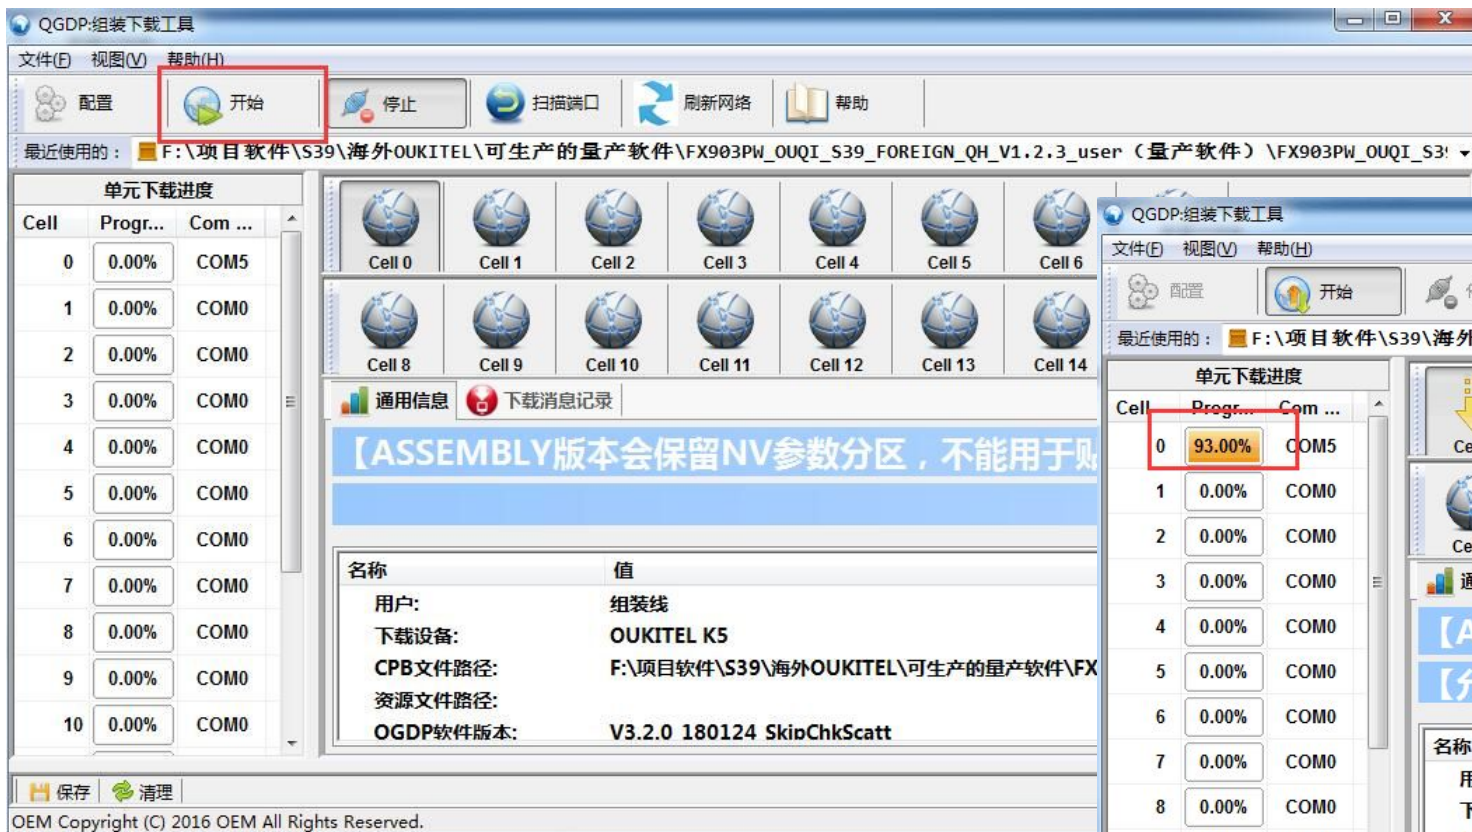 QGDP:组装下载工具
文件(F) 视图(V) 帮助(H)
配置 开始 停止 扫描端口 刷新网络 帮助
最近使用的: F:\项目软件\S39\海外OUKITEL\可生产的量产软件\FX903PW_OUQI_S39_FOREIGN_QH_V1.2.3_user（量产软件）\FX903PW_OUQI_S3
单元下载进度
Cell Progr... Com ...
0 0.00% COM5
1 0.00% COM0
2 0.00% COM0
3 0.00% COM0
4 0.00% COM0
5 0.00% COM0
6 0.00% COM0
7 0.00% COM0
8 0.00% COM0
9 0.00% COM0
10 0.00% COM0
Cell 0 Cell 1 Cell 2 Cell 3 Cell 4 Cell 5 Cell 6
Cell 8 Cell 9 Cell 10 Cell 11 Cell 12 Cell 13 Cell 14
通用信息 下载消息记录
【ASSEMBLY版本会保留NV参数分区，不能用于贴
名称 值
用户: 组装线
下载设备: OUKITEL K5
CPB文件路径: F:\项目软件\S39\海外OUKITEL\可生产的量产软件\FX
资源文件路径:
QGDP软件版本: V3.2.0_180124_SkipChkScatt
保存 清理
OEM Copyright (C) 2016 OEM All Rights Reserved.
QGDP:组装下载工具
文件(F) 视图(V) 帮助(H)
配置 开始
最近使用的: F:\项目软件\S39\海外
单元下载进度
Cell Progr... Com ...
0 93.00% COM5
1 0.00% COM0
2 0.00% COM0
3 0.00% COM0
4 0.00% COM0
5 0.00% COM0
6 0.00% COM0
7 0.00% COM0
8 0.00% COM0
Ce
Ce
通
【A
【分
名称
用
下